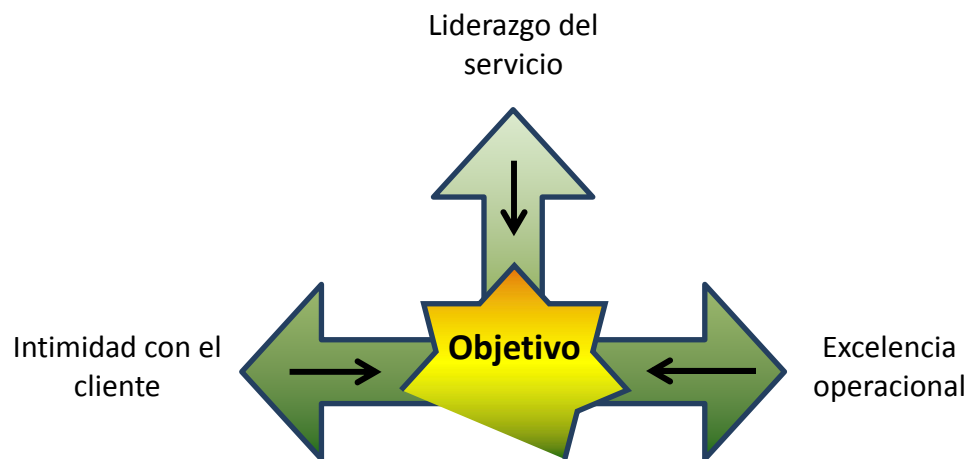 Liderazgo del
servicio
Objetivo
Intimidad con el
cliente
Excelencia
operacional